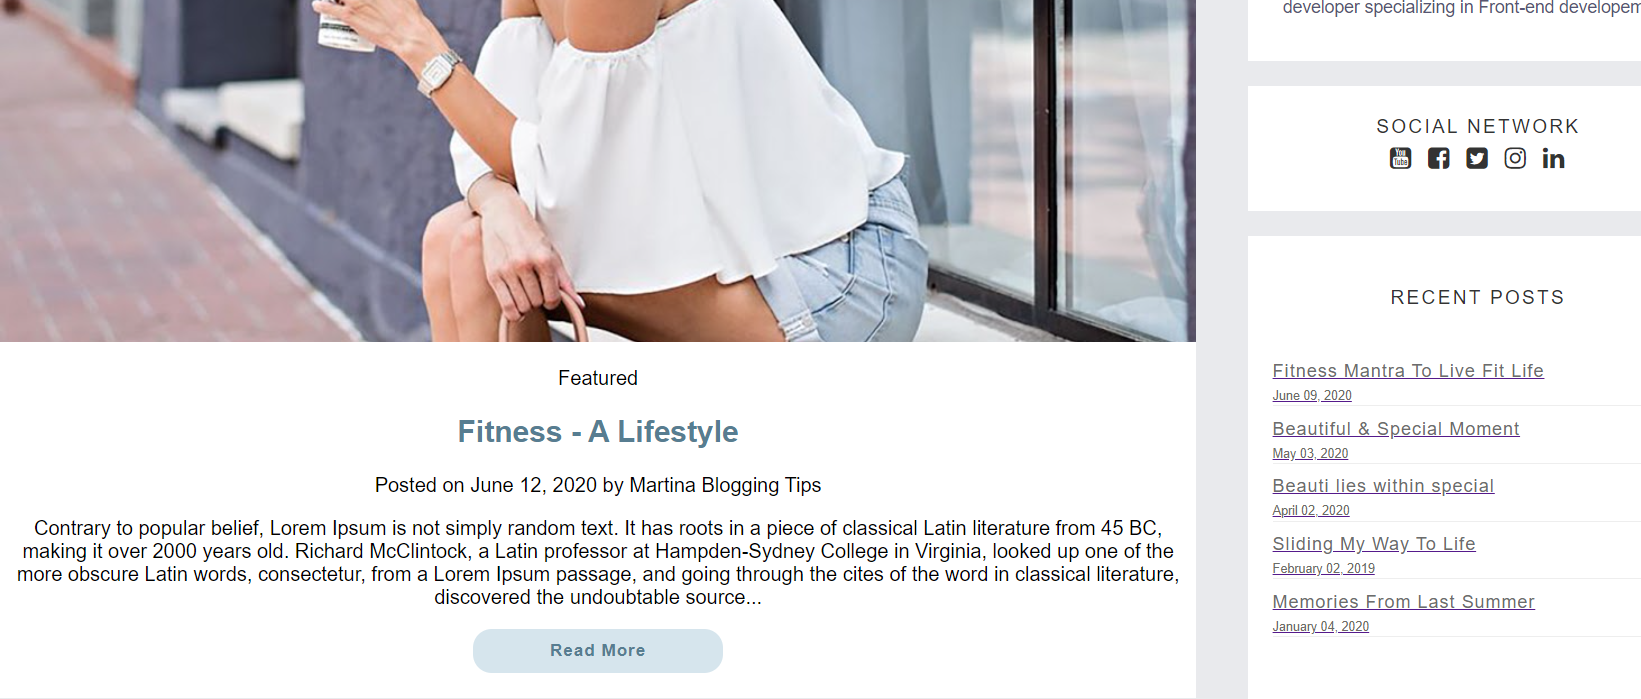 developer specializing in Front-end developem
SOCIAL NETWORK
You
Tube
RECENT POSTS
Featured
Fitness - A Lifestyle
Posted on June 12, 2020 by Martina Blogging Tips
Contrary to popular belief, Lorem Ipsum is not simply random text. It has roots in a piece of classical Latin literature from 45 BC,
making it over 2000 years old. Richard McClintock, a Latin professor at Hampden-Sydney College in Virginia, looked up one of the
more obscure Latin words, consectetur, from a Lorem Ipsum passage, and going through the cites of the word in classical literature,
discovered the undoubtable source...
Read More
Fitness Mantra To Live Fit Life
June 09, 2020
Beautiful & Special Moment
May 03, 2020
Beauti lies within special
April 02, 2020
Sliding My Way To Life
February 02, 2019
Memories From Last Summer
January 04, 2020